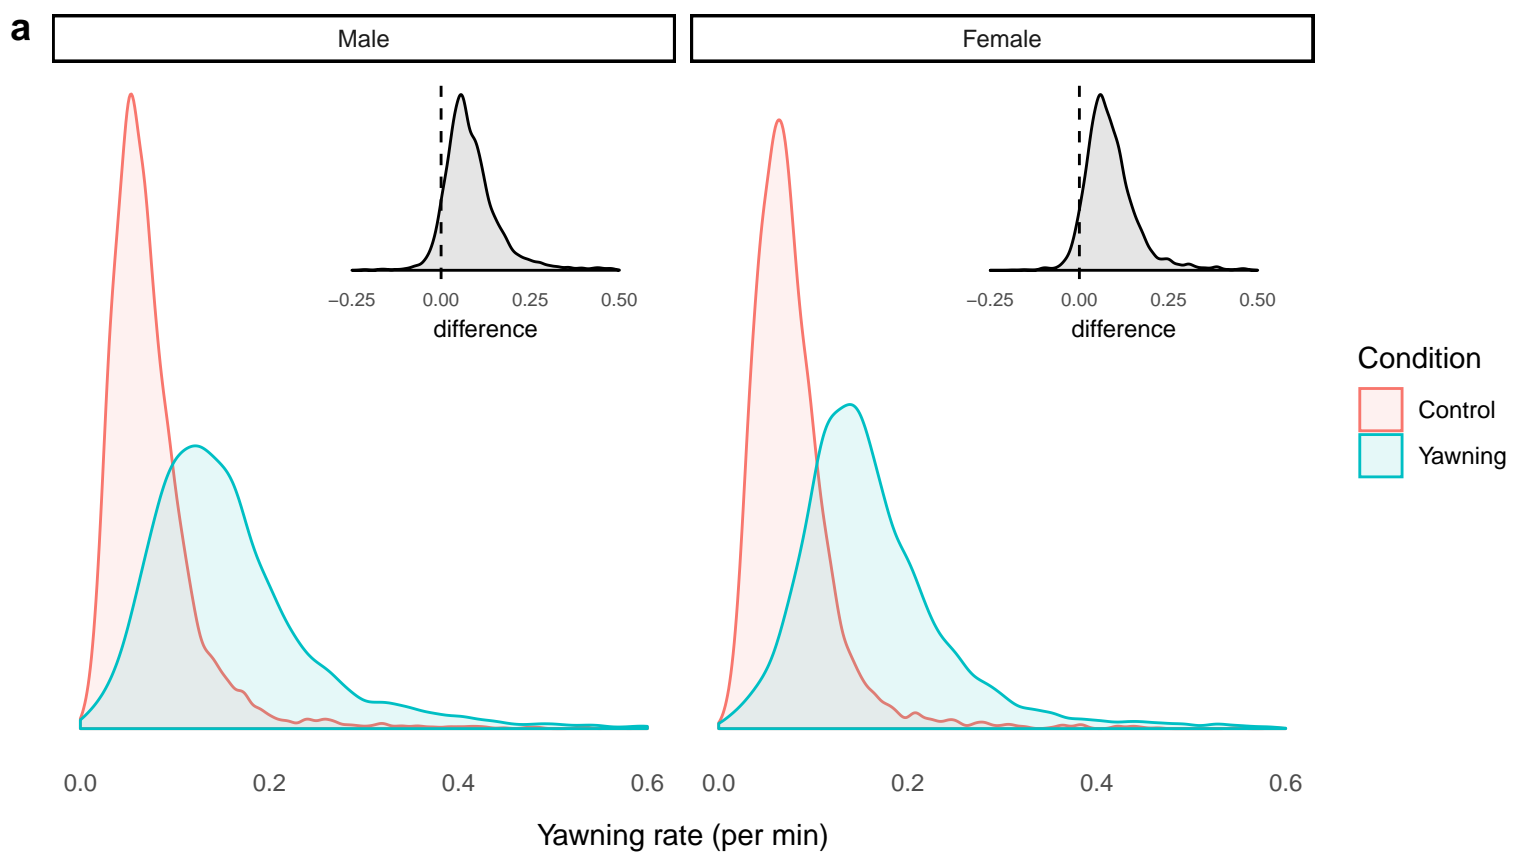 a
Male
Female
−0.25 0.00 0.25 0.50
difference
−0.25 0.00 0.25 0.50
difference
Condition
Control
Yawning
0.0 0.2 0.4 0.6
0.0 0.2 0.4 0.6
Yawning rate (per min)